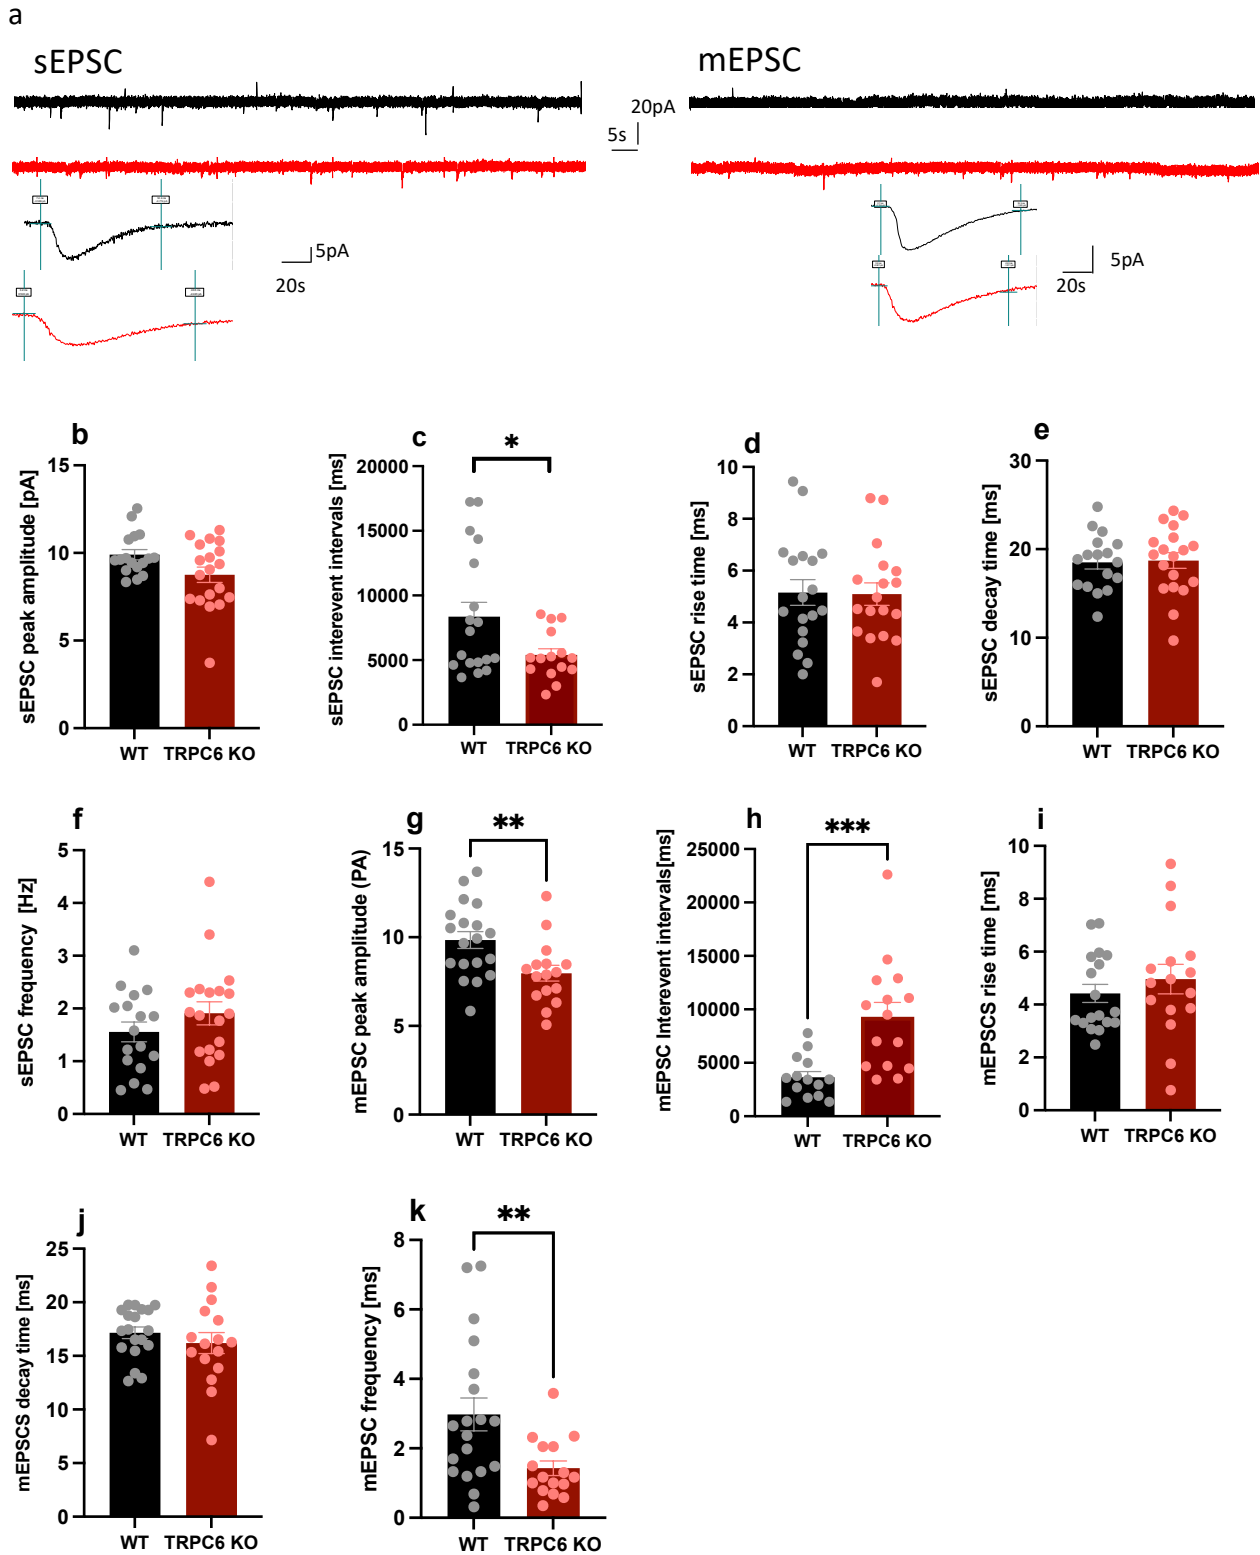 a
sEPSC
mEPSC
20pA
5s
5pA
20s
5pA
20s
b
sEPSC peak amplitude [pA]
15
10
5
0
WT
TRPC6 KO
c
*
sEPSC interevent intervals [ms]
20000
15000
10000
5000
0
WT
TRPC6 KO
d
sEPSC rise time [ms]
10
8
6
4
2
0
WT
TRPC6 KO
e
sEPSC decay time [ms]
30
20
10
0
WT
TRPC6 KO
f
sEPSC frequency [Hz]
5
4
3
2
1
0
WT
TRPC6 KO
g
**
mEPSC peak amplitude (PA)
15
10
5
0
WT
TRPC6 KO
h
***
mEPSC Interevent intervals[ms]
25000
20000
15000
10000
5000
0
WT
TRPC6 KO
i
mEPSCS rise time [ms]
10
8
6
4
2
0
WT
TRPC6 KO
j
mEPSCS decay time [ms]
25
20
15
10
5
0
WT
TRPC6 KO
k
**
mEPSC frequency [ms]
8
6
4
2
0
WT
TRPC6 KO